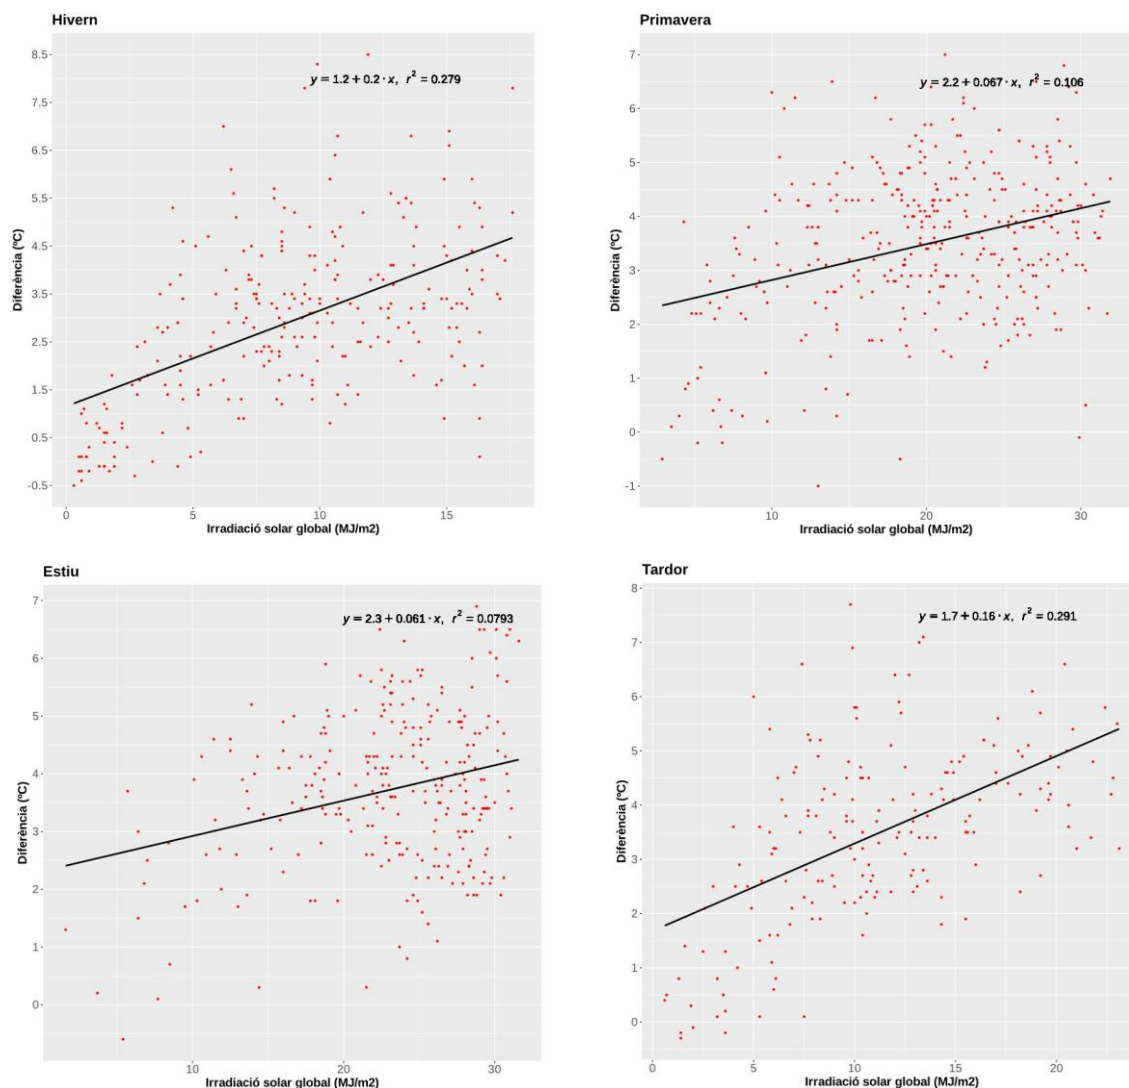 Hivern
y = 1.2 + 0.2 · x, r² = 0.279
8.5
7.5
6.5
5.5
4.5
3.5
2.5
1.5
0.5
-0.5
Diferència (ºC)
0 5 10 15
Irradiació solar global (MJ/m2)
Primavera
y = 2.2 + 0.067 · x, r² = 0.106
7
6
5
4
3
2
1
0
-1
Diferència (ºC)
10 20 30
Irradiació solar global (MJ/m2)
Estiu
y = 2.3 + 0.061 · x, r² = 0.0793
7
6
5
4
3
2
1
0
Diferència (ºC)
10 20 30
Irradiació solar global (MJ/m2)
Tardor
y = 1.7 + 0.16 · x, r² = 0.291
8
7
6
5
4
3
2
1
0
Diferència (ºC)
0 5 10 15 20
Irradiació solar global (MJ/m2)